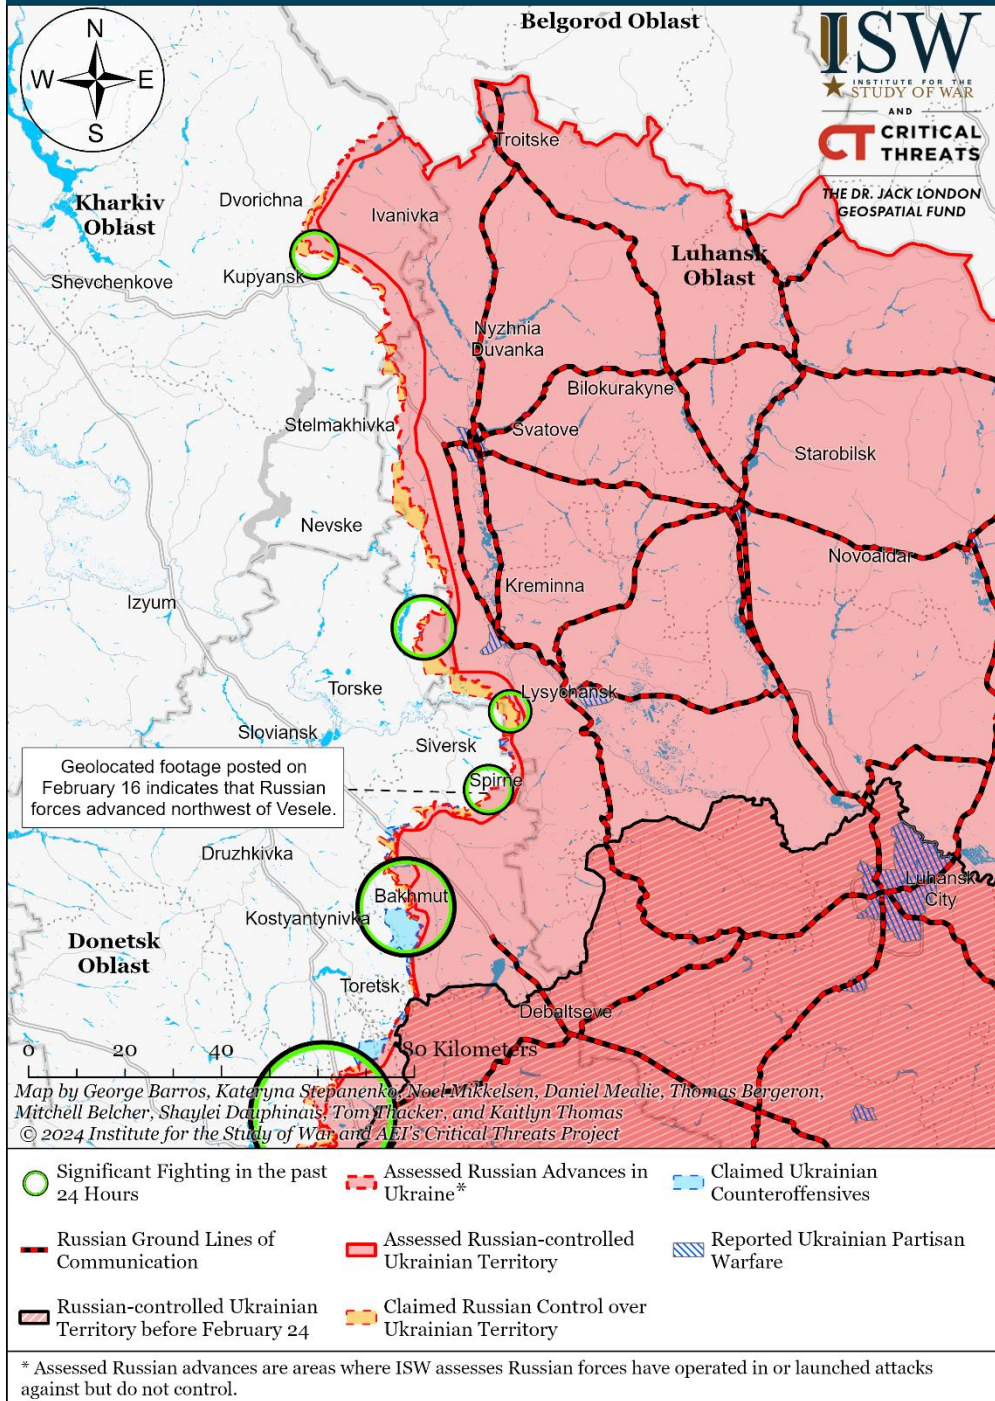 Belgorod Oblast
N
W
E
S
ISW
INSTITUTE FOR THE
STUDY OF WAR
AND
CT CRITICAL
THREATS
THE DR. JACK LONDON
GEOSPATIAL FUND
Troitske
Kharkiv
Oblast
Dvorichna
Ivanivka
Luhansk
Oblast
Shevchenkove
Kupyansk
Nyzhnia
Duvanka
Bilokurakyne
Stelmakhivka
Svatove
Starobilsk
Nevske
Novoaidar
Kreminna
Izyum
Torske
Lysychansk
Sloviansk
Siversk
Geolocated footage posted on
February 16 indicates that Russian
forces advanced northwest of Vesele.
Spirne
Druzhkivka
Bakhmut
Luhansk
City
Kostyantynivka
Donetsk
Oblast
Toretsk
Debaltseve
0 20 40 80 Kilometers
Map by George Barros, Kateryna Stepanenko, Noel Mikkelsen, Daniel Mealie, Thomas Bergeron,
Mitchell Belcher, Shaylei Dauphinais, Tom Thacker, and Kaitlyn Thomas
© 2024 Institute for the Study of War and AEI's Critical Threats Project
Significant Fighting in the past
24 Hours
Assessed Russian Advances in
Ukraine*
Claimed Ukrainian
Counteroffensives
Russian Ground Lines of
Communication
Assessed Russian-controlled
Ukrainian Territory
Reported Ukrainian Partisan
Warfare
Russian-controlled Ukrainian
Territory before February 24
Claimed Russian Control over
Ukrainian Territory
* Assessed Russian advances are areas where ISW assesses Russian forces have operated in or launched attacks
against but do not control.